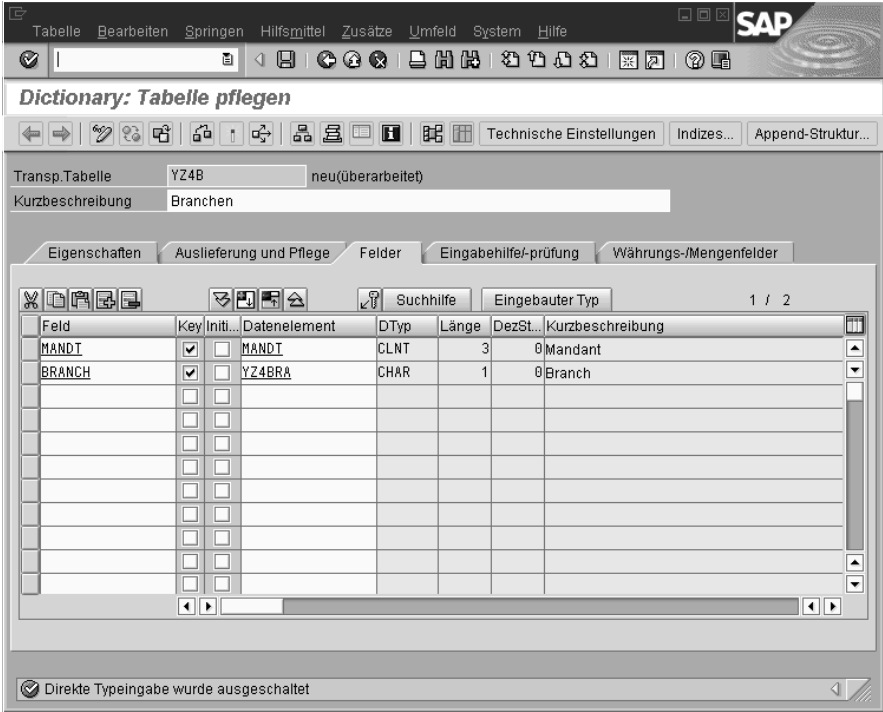 Tabelle Bearbeiten Springen Hilfsmittel Zusätze Umfeld System Hilfe
SAP
Dictionary: Tabelle pflegen
Technische Einstellungen Indizes... Append-Struktur...
Transp.Tabelle YZ4B neu(überarbeitet)
Kurzbeschreibung Branchen
Eigenschaften Auslieferung und Pflege Felder Eingabehilfe/-prüfung Währungs-/Mengenfelder
Suchhilfe Eingebauter Typ 1 / 2
Feld Key Initi... Datenelement DTyp Länge DezSt... Kurzbeschreibung
MANDT MANDT CLNT 3 0 Mandant
BRANCH YZ4BRA CHAR 1 0 Branch
Direkte Typeingabe wurde ausgeschaltet